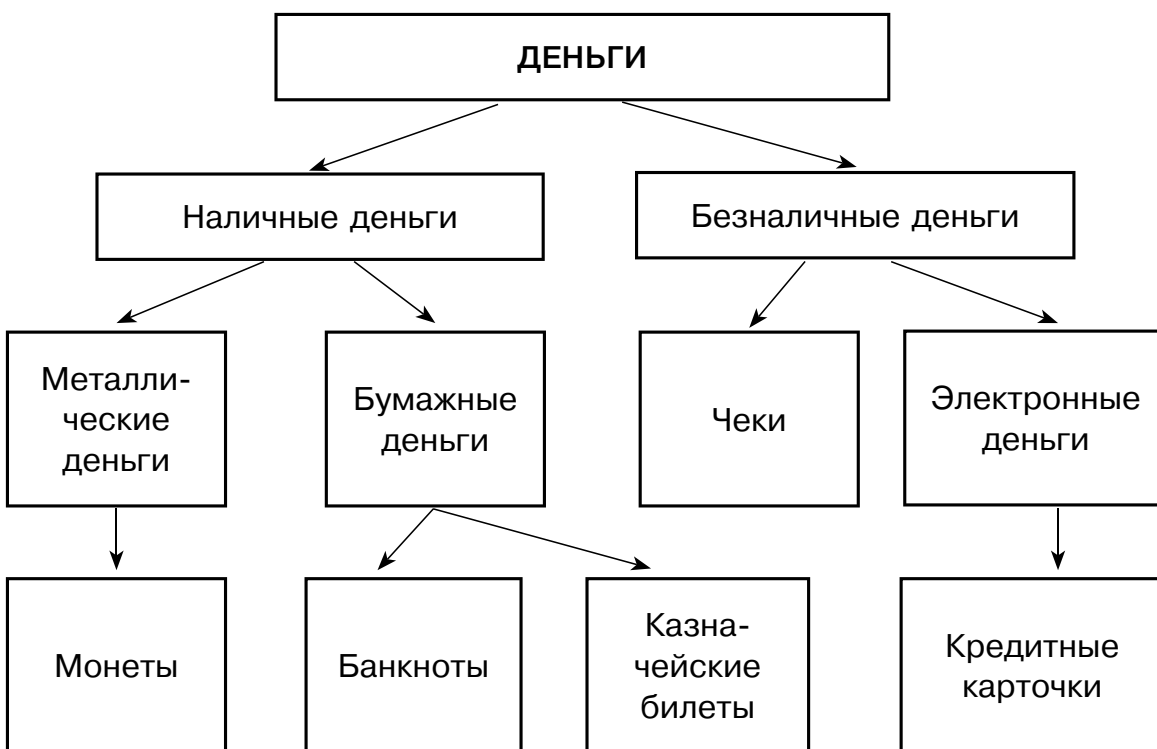 ДЕНЬГИ
Наличные деньги
Безналичные деньги
Металли-
ческие
деньги
Бумажные
деньги
Чеки
Электронные
деньги
Монеты
Банкноты
Казна-
чейские
билеты
Кредитные
карточки